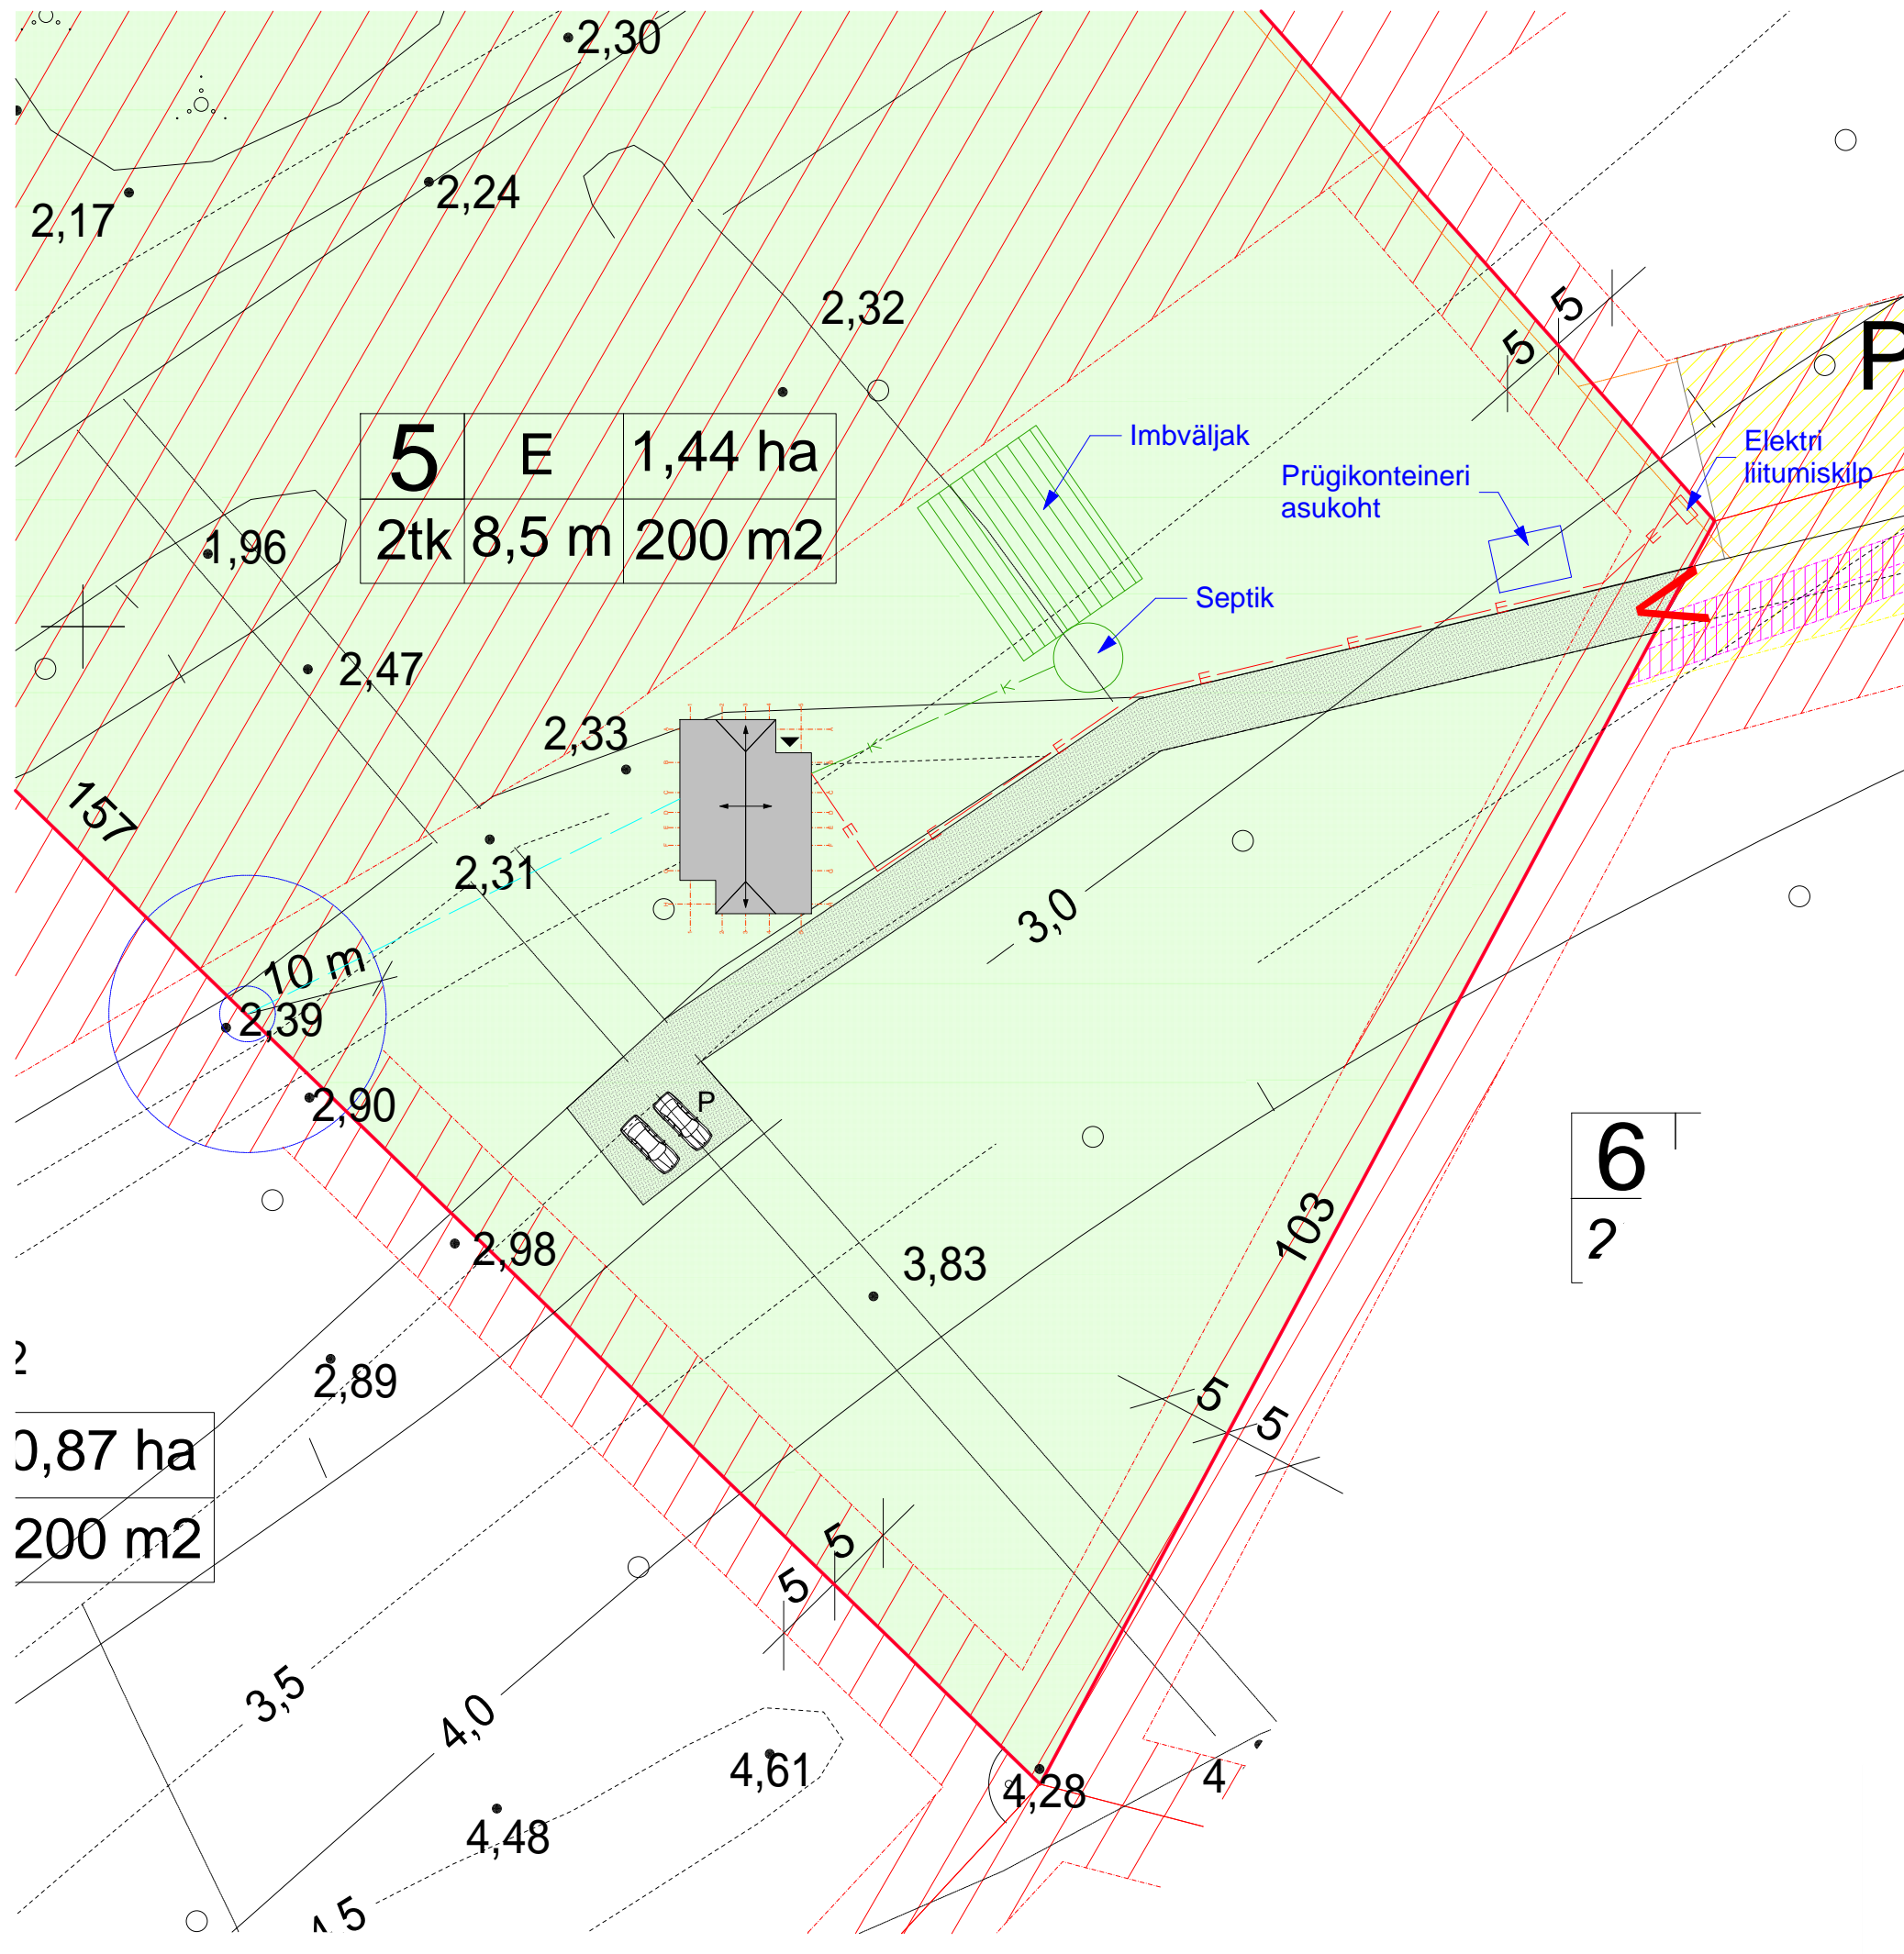 2,30
2,17
2,24
2,32
5
5
P
5 E 1,44 ha
2tk 8,5 m 200 m2
Imbväljak
Prügikonteineri
asukoht
Elektri
liitumiskilp
1,96
Septik
E
E
E
E
K
2,47
2,33
E
K
157
E
E
2,31
3,0
10 m
2,39
2,90
P
6
2
103
2,98
3,83
2,89
5
5
0,87 ha
200 m2
5
5
3,5
4,0
4,61
4,28
4
4,48